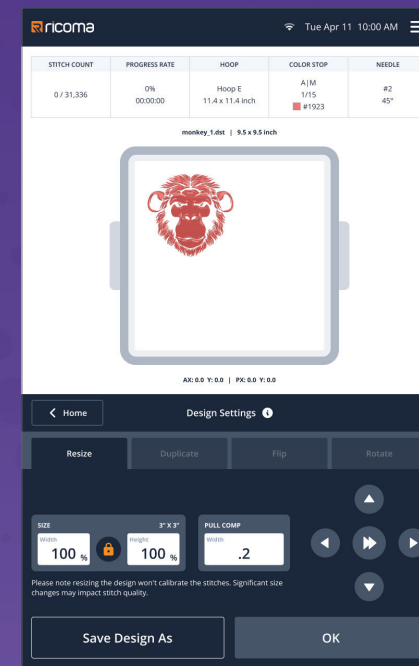 ricoma
Tue Apr 11 10:00 AM
STITCH COUNT PROGRESS RATE HOOP COLOR STOP NEEDLE
0 / 31,336 0% 00:00:00 Hoop E 11.4 x 11.4 inch A|M 1/15 #1923 #2 45°
monkey_1.dst | 9.5 x 9.5 inch
AX: 0.0 Y: 0.0 | PX: 0.0 Y: 0.0
Home
Design Settings
Resize Duplicate Flip Rotate
SIZE 3" X 3" PULL COMP
Width Height Width
100 % 100 % .2
Please note resizing the design won't calibrate the stitches. Significant size
changes may impact stitch quality.
Save Design As OK